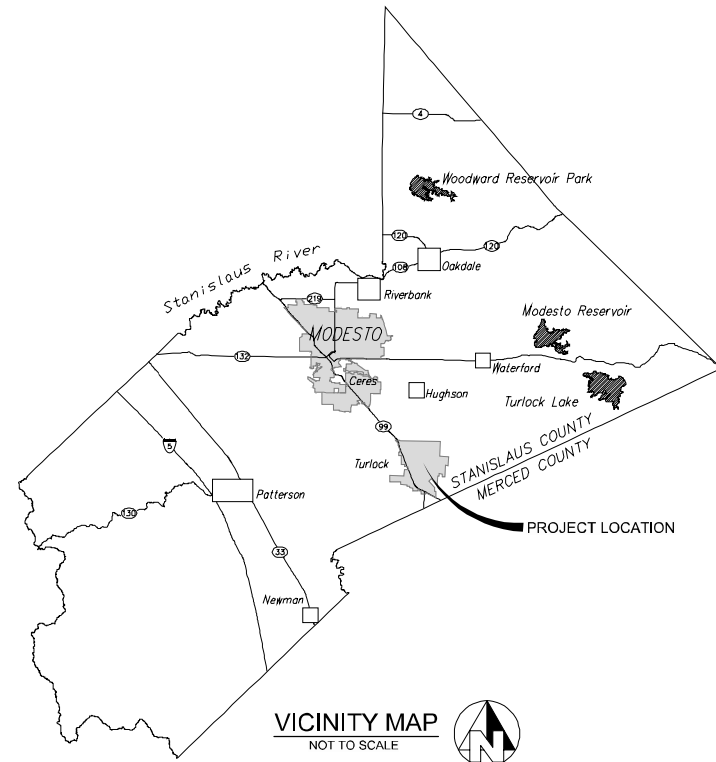 4
Woodward Reservoir Park
120
120
108
Oakdale
Stanislaus River
Riverbank
219
Modesto Reservoir
MODESTO
132
Waterford
Ceres
Hughson
Turlock Lake
99
5
Turlock
STANISLAUS COUNTY
MERCED COUNTY
Patterson
130
PROJECT LOCATION
33
Newman
VICINITY MAP
NOT TO SCALE
N